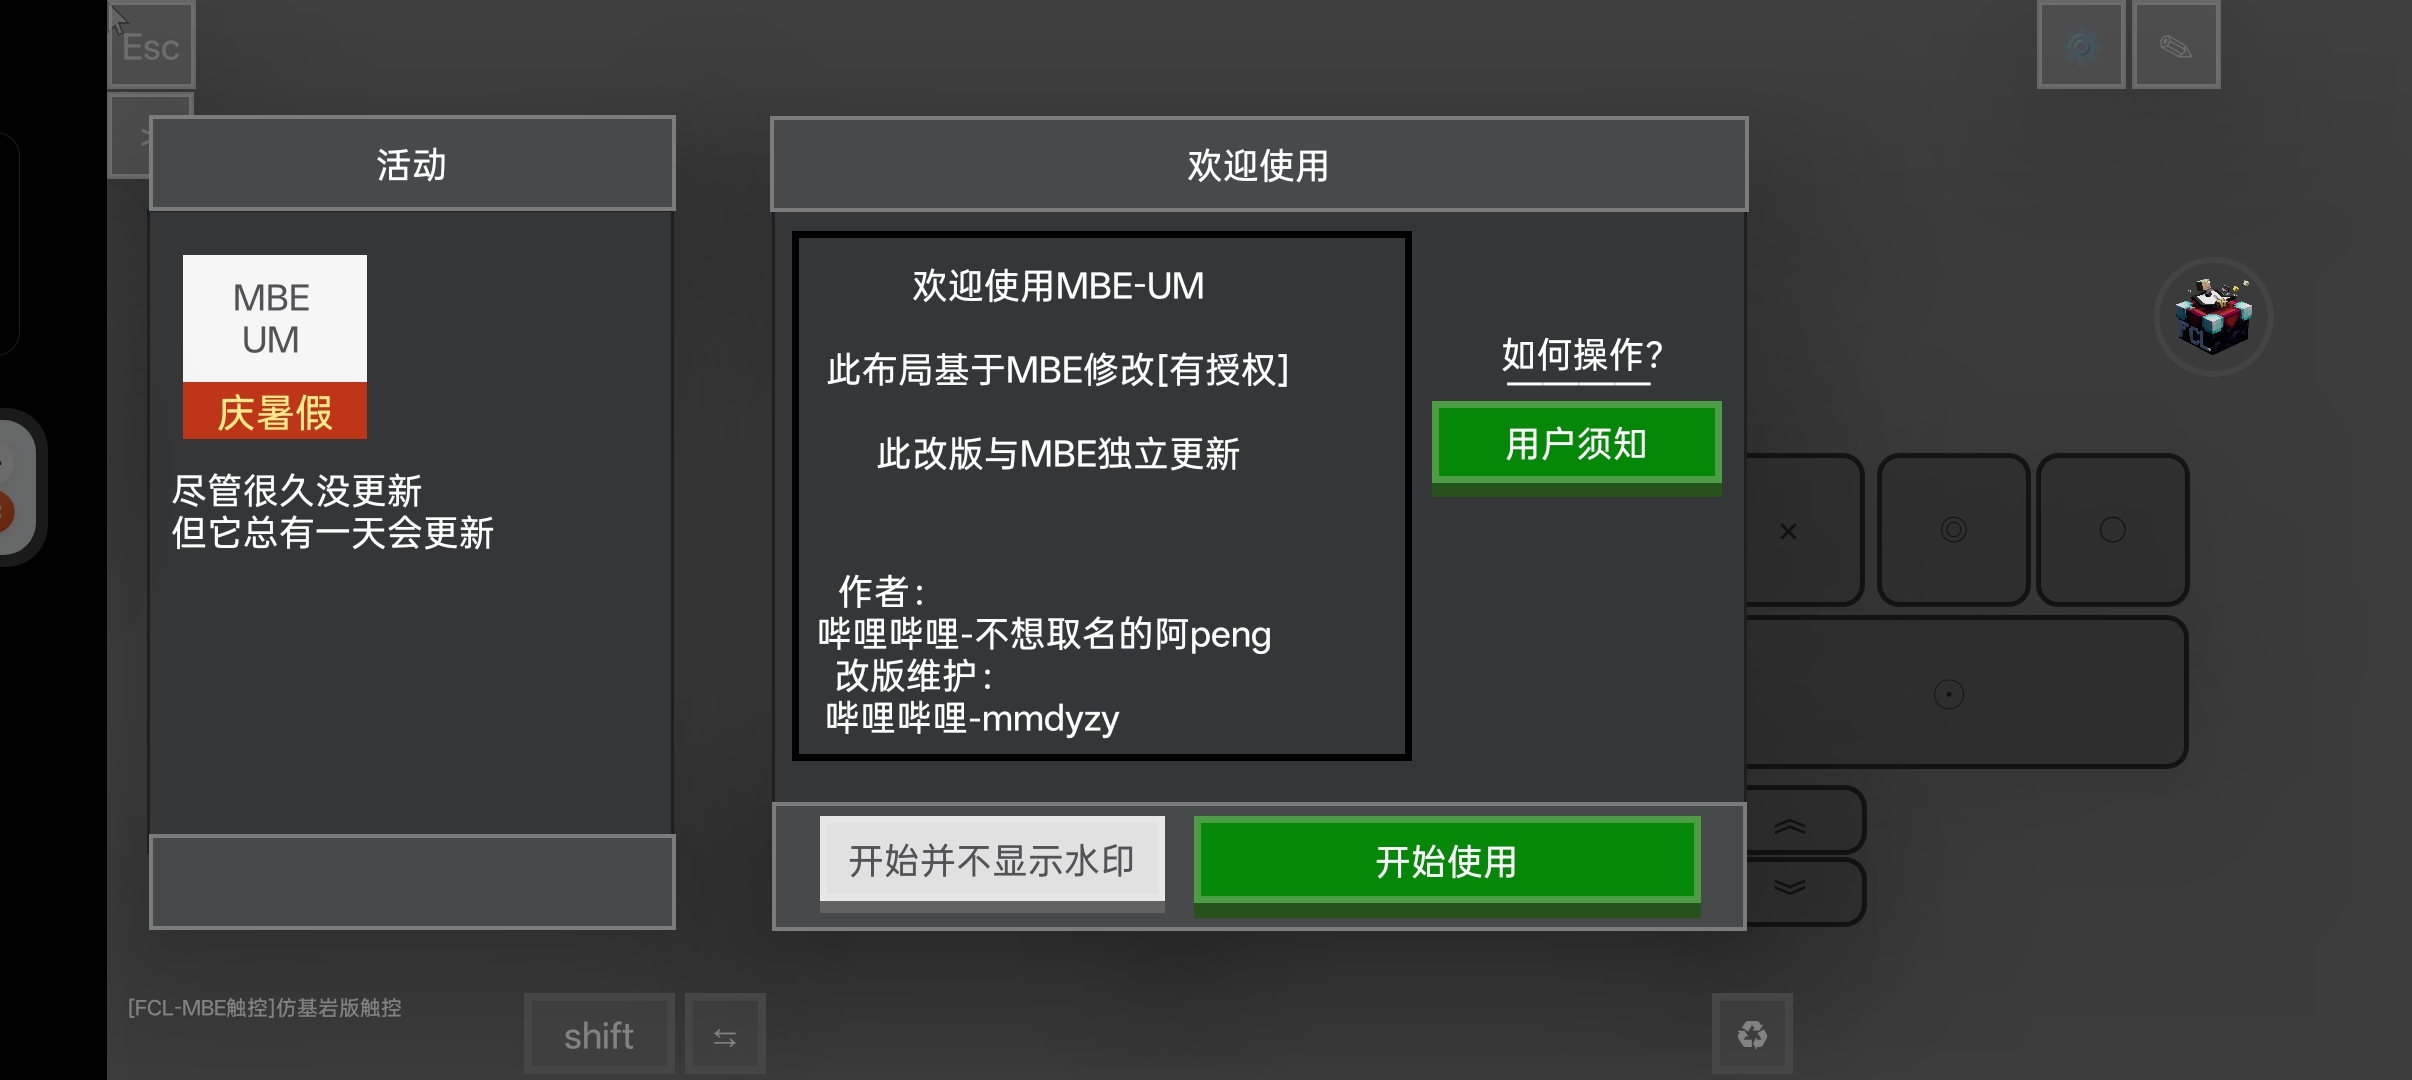 Esc
活动
MBE
UM
庆暑假
尽管很久没更新
但它总有一天会更新
欢迎使用
欢迎使用MBE-UM
此布局基于MBE修改[有授权]
此改版与MBE独立更新
作者：
哔哩哔哩-不想取名的阿peng
改版维护：
哔哩哔哩-mmdyzy
如何操作?
用户须知
开始并不显示水印
开始使用
FCL
[FCL-MBE触控]仿基岩版触控
shift